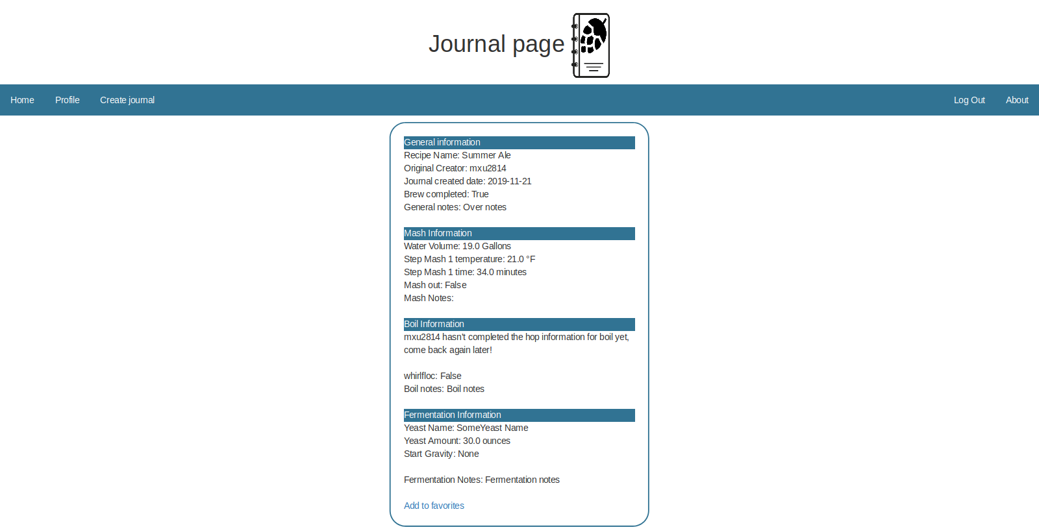 Journal page
Home Profile Create journal Log Out About
General information
Recipe Name: Summer Ale
Original Creator: mxu2814
Journal created date: 2019-11-21
Brew completed: True
General notes: Over notes
Mash Information
Water Volume: 19.0 Gallons
Step Mash 1 temperature: 21.0 °F
Step Mash 1 time: 34.0 minutes
Mash out: False
Mash Notes:
Boil Information
mxu2814 hasn't completed the hop information for boil yet,
come back again later!
whirlfloc: False
Boil notes: Boil notes
Fermentation Information
Yeast Name: SomeYeast Name
Yeast Amount: 30.0 ounces
Start Gravity: None
Fermentation Notes: Fermentation notes
Add to favorites